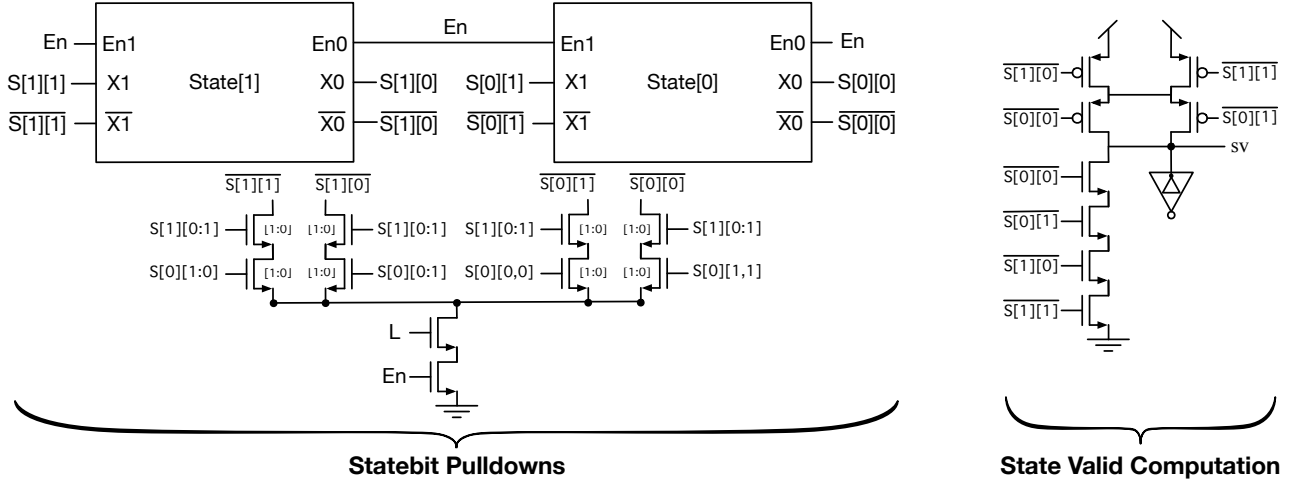 En
En En1 En0 En1 En0 En
S[1][1] X1 State[1] X0 S[1][0] S[0][1] X1 State[0] X0 S[0][0]
S̅[̅1̅]̅[̅1̅]̅ X̅1̅ X̅0̅ S̅[̅1̅]̅[̅0̅]̅ S̅[̅0̅]̅[̅1̅]̅ X̅1̅ X̅0̅ S̅[̅0̅]̅[̅0̅]̅
S̅[̅1̅]̅[̅1̅]̅ S̅[̅1̅]̅[̅0̅]̅ S̅[̅0̅]̅[̅1̅]̅ S̅[̅0̅]̅[̅0̅]̅
S[1][0:1] [1:0] [1:0] S[1][0:1] S[1][0:1] [1:0] [1:0] S[1][0:1]
S[0][1:0] [1:0] [1:0] S[0][0:1] S[0][0,0] [1:0] [1:0] S[0][1,1]
L
En
Statebit Pulldowns
S̅[̅1̅]̅[̅0̅]̅ S̅[̅1̅]̅[̅1̅]̅
S̅[̅0̅]̅[̅0̅]̅ S̅[̅0̅]̅[̅1̅]̅
sv
S̅[̅0̅]̅[̅0̅]̅
S̅[̅0̅]̅[̅1̅]̅
S̅[̅1̅]̅[̅0̅]̅
S̅[̅1̅]̅[̅1̅]̅
State Valid Computation